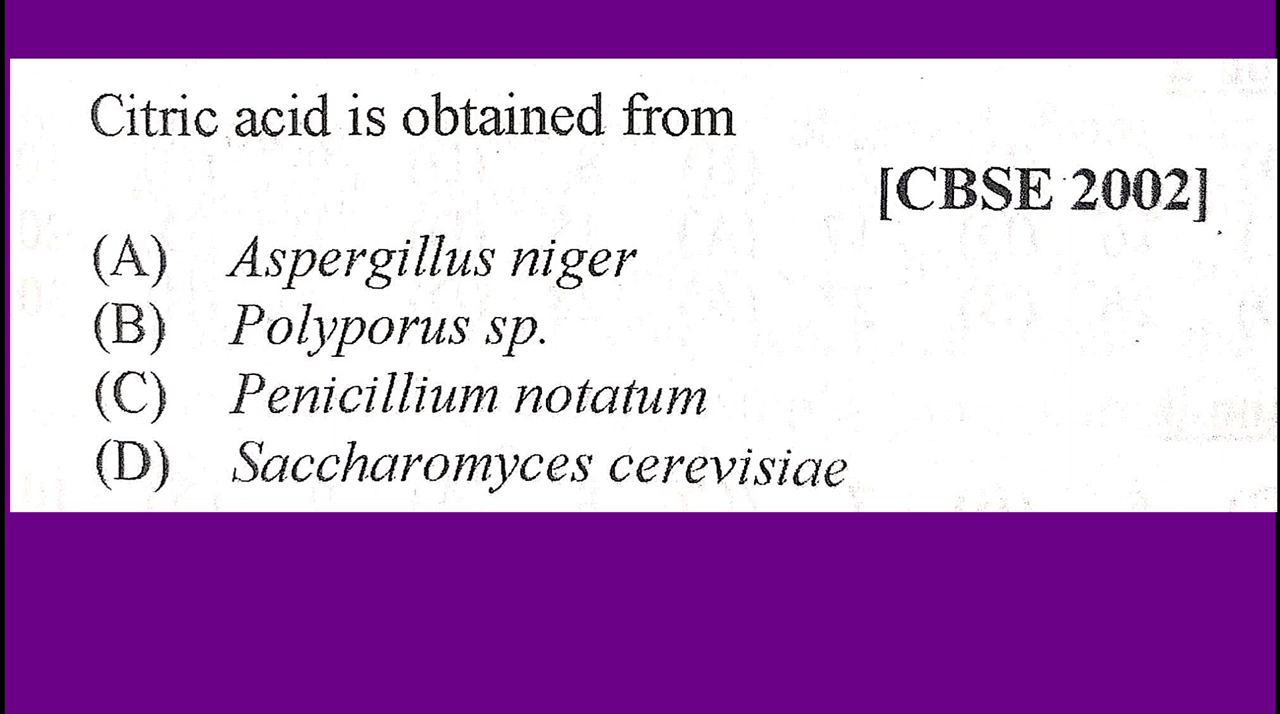 Citric acid is obtained from
[CBSE 2002]
(A) Aspergillus niger
(B) Polyporus sp.
(C) Penicillium notatum
(D) Saccharomyces cerevisiae